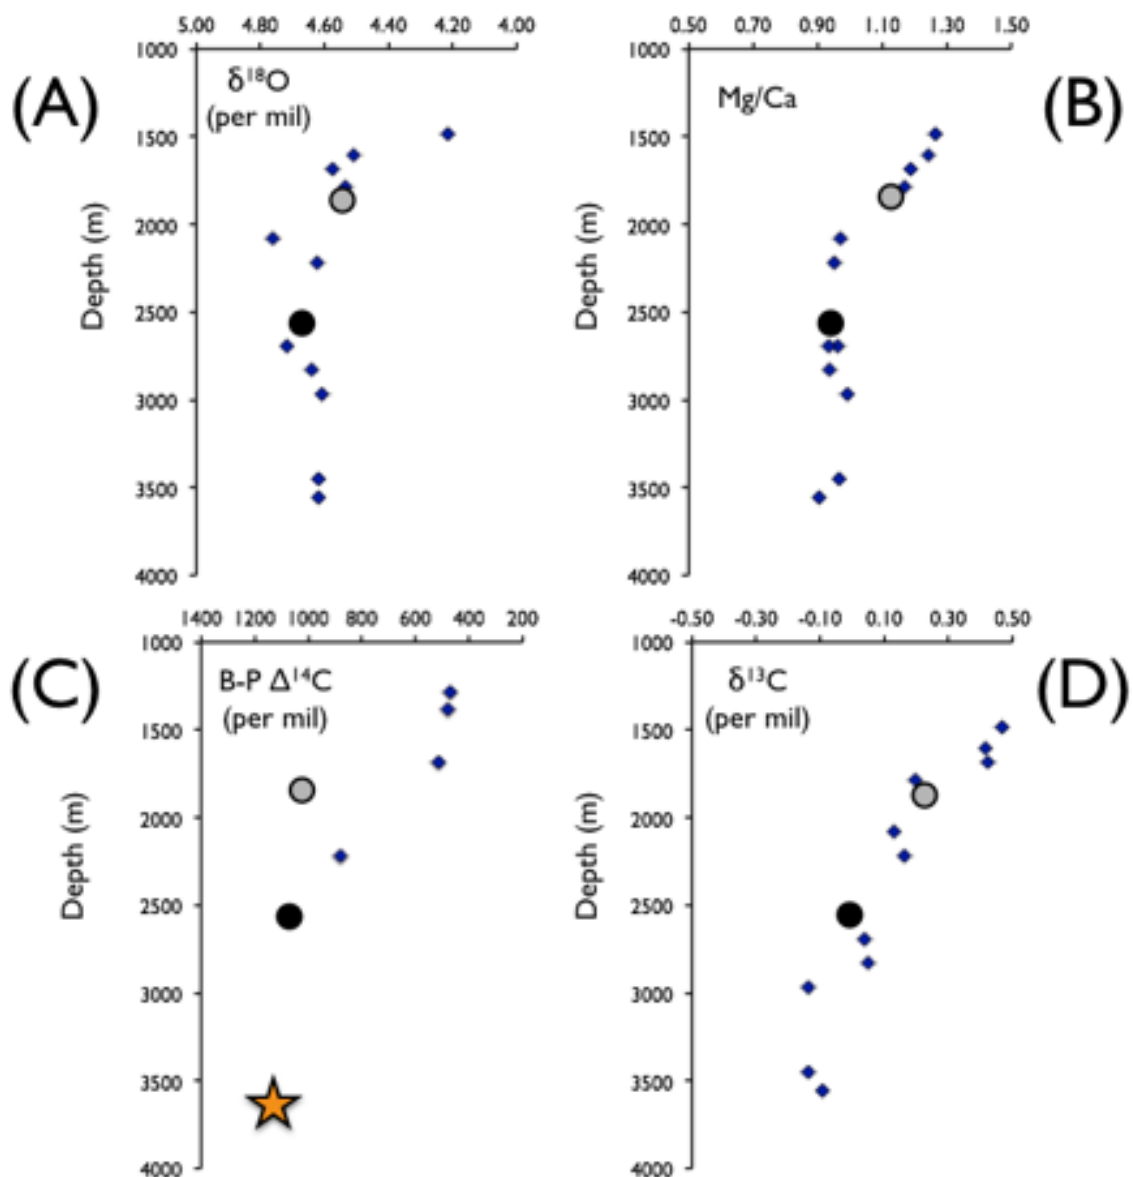 5.00 4.80 4.60 4.40 4.20 4.00
0.50 0.70 0.90 1.10 1.30 1.50
(A)
δ¹⁸O
(per mil)
Depth (m)
1000
1500
2000
2500
3000
3500
4000
Mg/Ca
(B)
Depth (m)
1000
1500
2000
2500
3000
3500
4000
1400 1200 1000 800 600 400 200
-0.50 -0.30 -0.10 0.10 0.30 0.50
(C)
B-P Δ¹⁴C
(per mil)
Depth (m)
1000
1500
2000
2500
3000
3500
4000
δ¹³C
(per mil)
(D)
Depth (m)
1000
1500
2000
2500
3000
3500
4000